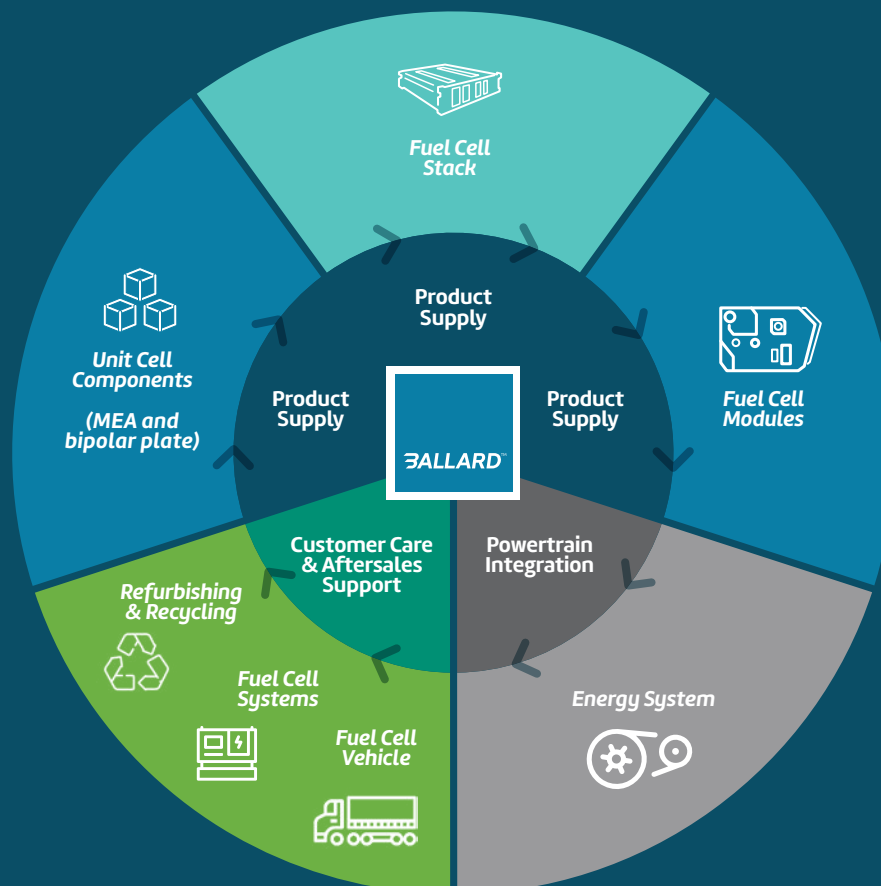 Fuel Cell
Stack
Product
Supply
Unit Cell
Components
(MEA and
bipolar plate)
Product
Supply
Product
Supply
Fuel Cell
Modules
BALLARD™
Customer Care
& Aftersales
Support
Powertrain
Integration
Refurbishing
& Recycling
Fuel Cell
Systems
Fuel Cell
Vehicle
Energy System